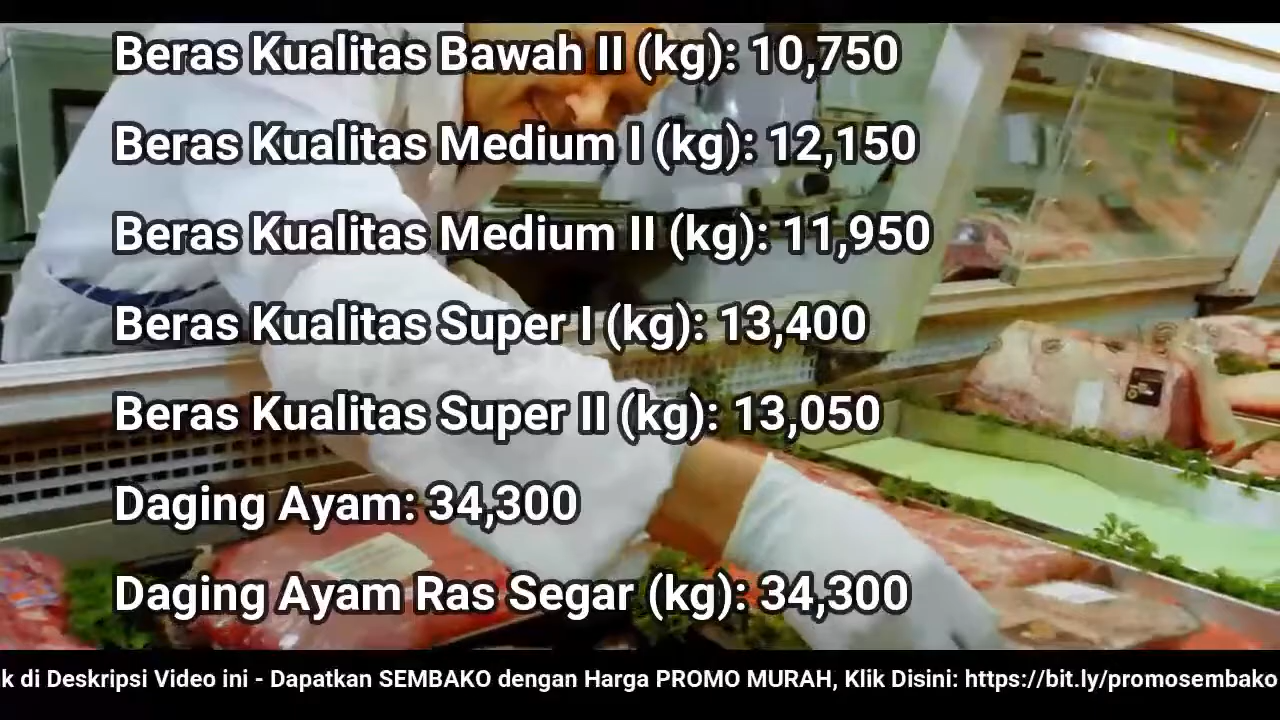 Beras Kualitas Bawah II (kg): 10,750
Beras Kualitas Medium I (kg): 12,150
Beras Kualitas Medium II (kg): 11,950
Beras Kualitas Super I (kg): 13,400
Beras Kualitas Super II (kg): 13,050
Daging Ayam: 34,300
Daging Ayam Ras Segar (kg): 34,300
k di Deskripsi Video ini - Dapatkan SEMBAKO dengan Harga PROMO MURAH, Klik Disini: https://bit.ly/promosembako